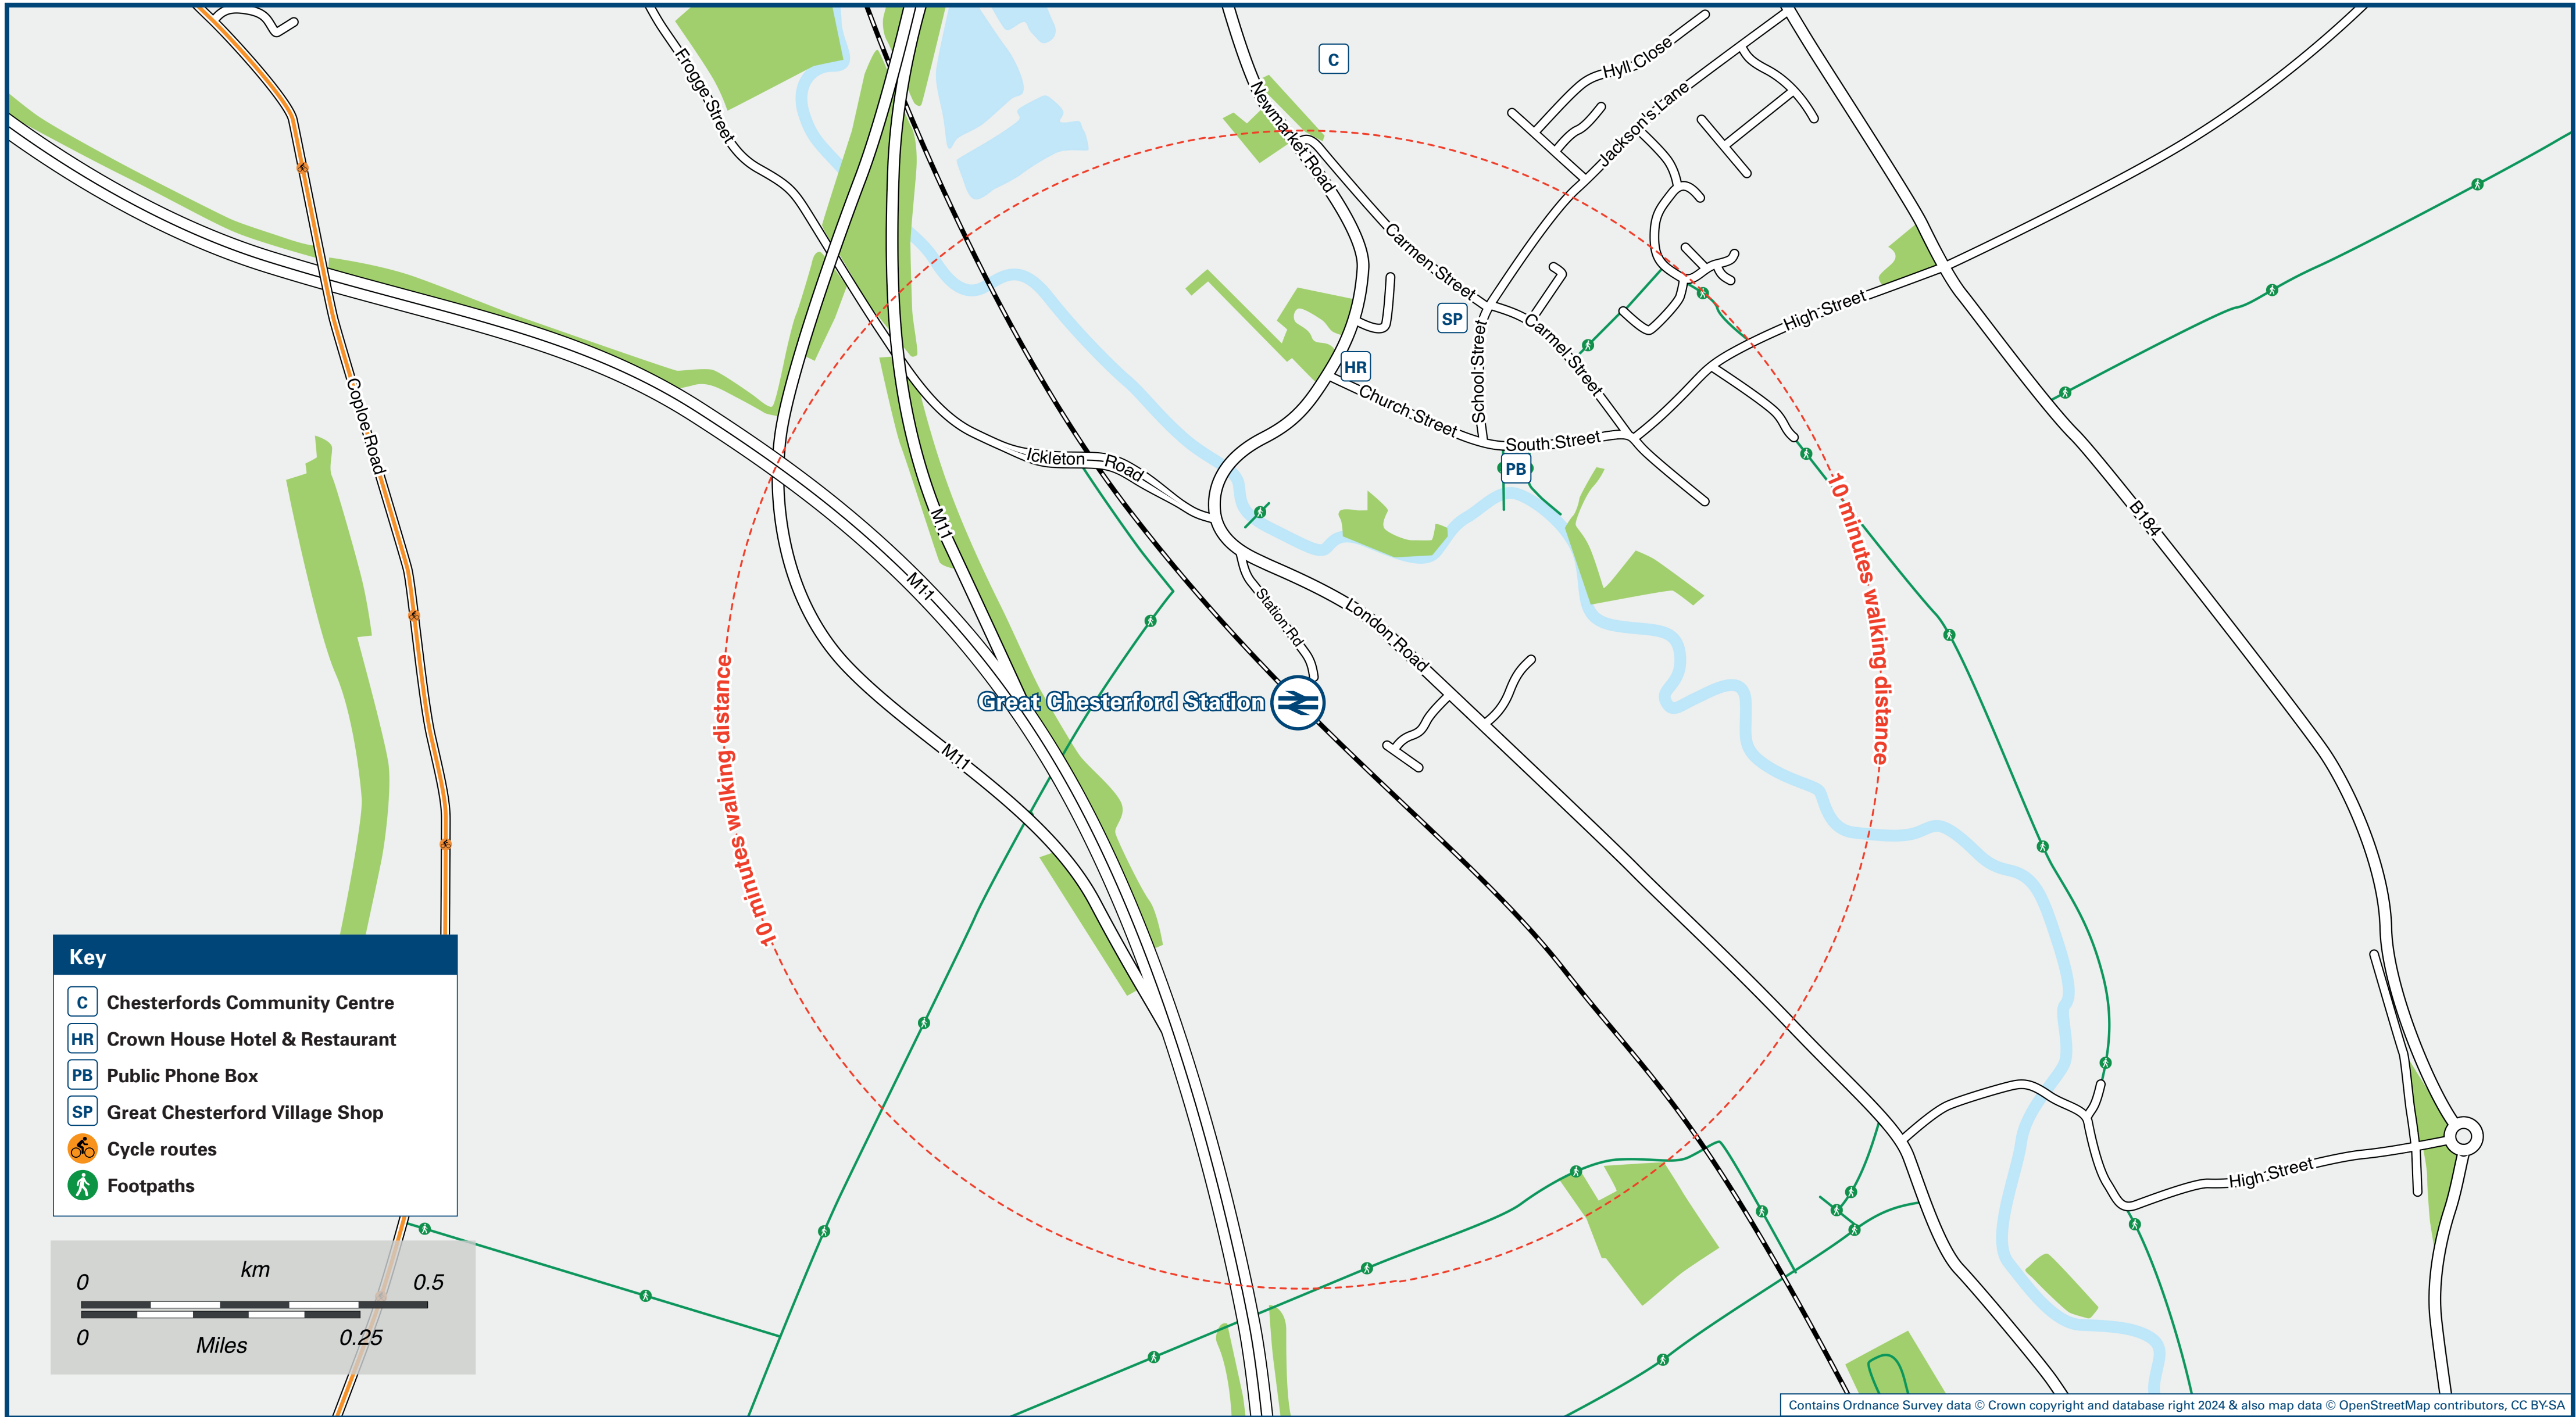 Frogge Street
Newmarket Road
C
Hyll Close
Jackson's Lane
Carmen Street
SP
School Street
Carmel Street
High Street
HR
Church Street
South Street
PB
Coploe Road
Ickleton Road
M11
M11
M11
B184
Station Rd
London Road
10 minutes walking distance
10 minutes walking distance
Great Chesterford Station
High Street
Key
C Chesterfords Community Centre
HR Crown House Hotel & Restaurant
PB Public Phone Box
SP Great Chesterford Village Shop
Cycle routes
Footpaths
km
0 0.5
0 0.25
Miles
Contains Ordnance Survey data © Crown copyright and database right 2024 & also map data © OpenStreetMap contributors, CC BY-SA